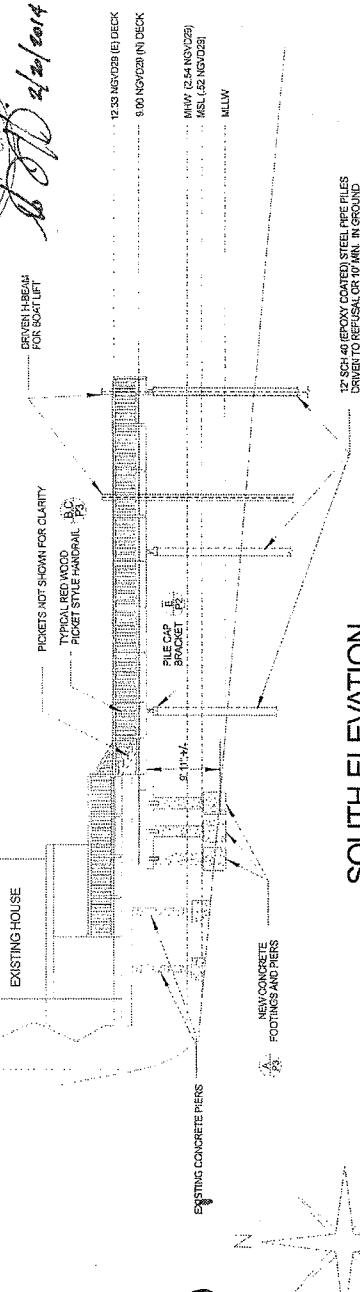 2/20/2014
DRIVEN H-BEAM
FOR BOAT LIFT
12.33 NGVD29 (E) DECK
9.00 NGVD29 (N) DECK
PICKETS NOT SHOWN FOR CLARITY
TYPICAL RED WOOD
PICKET STYLE HANDRAIL
B,C
P3
MHW (2.54 NGVD29)
MSL (.52 NGVD29)
MLLW
EXISTING HOUSE
PILE CAP
BRACKET
E
P2
9' 11" +/-
12" SCH 40 (EPOXY COATED) STEEL PIPE PILES
DRIVEN TO REFUSAL OR 10' MIN. IN GROUND
EXISTING CONCRETE PIERS
A
P3
NEW CONCRETE
FOOTINGS AND PIERS
SOUTH ELEVATION
N